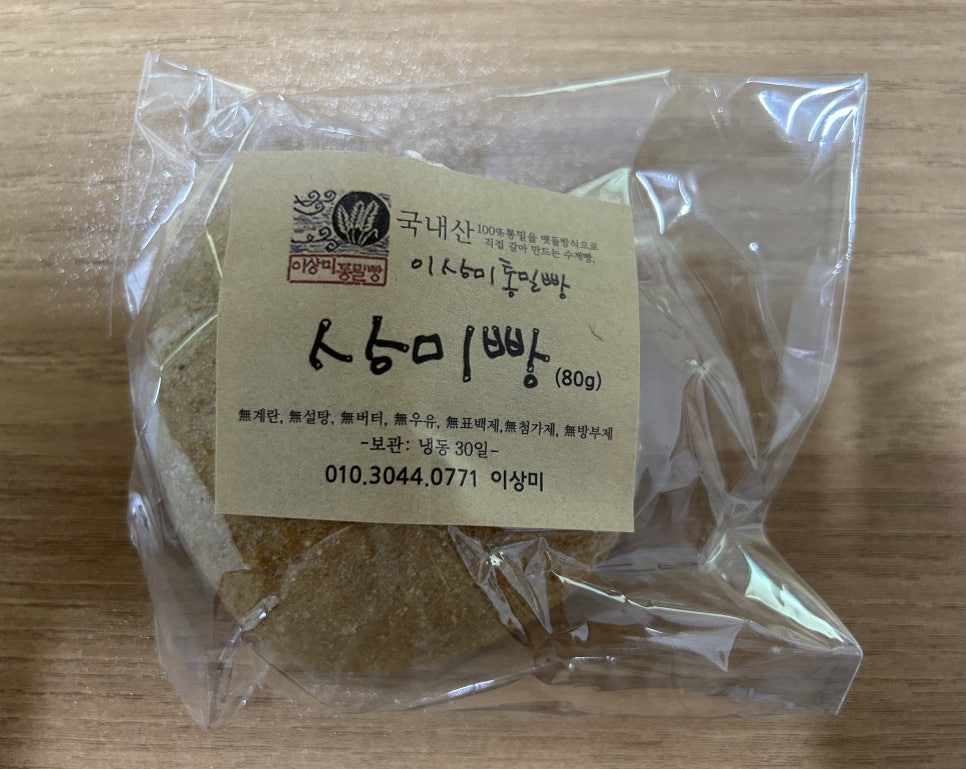 이상미통밀빵
국내산 100%통밀을 맷돌방식으로
직접 갈아 만드는 수제빵.
이상미통밀빵
상미빵 (80g)
無계란, 無설탕, 無버터, 無우유, 無표백제,無첨가제, 無방부제
-보관: 냉동 30일-
010.3044.0771 이상미